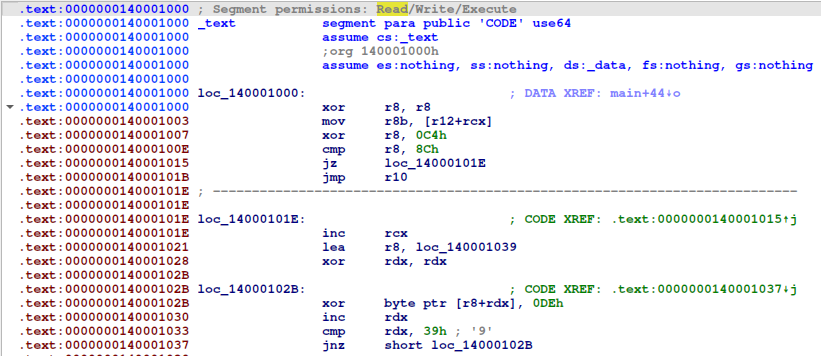 .text:0000000140001000 ; Segment permissions: Read/Write/Execute
.text:0000000140001000 _text segment para public 'CODE' use64
.text:0000000140001000 assume cs:_text
.text:0000000140001000 ;org 140001000h
.text:0000000140001000 assume es:nothing, ss:nothing, ds:_data, fs:nothing, gs:nothing
.text:0000000140001000
.text:0000000140001000 loc_140001000: ; DATA XREF: main+44↓o
.text:0000000140001000 xor r8, r8
.text:0000000140001003 mov r8b, [r12+rcx]
.text:0000000140001007 xor r8, 0C4h
.text:000000014000100E cmp r8, 8Ch
.text:0000000140001015 jz loc_14000101E
.text:000000014000101B jmp r10
.text:000000014000101E ; ---------------------------------------------------------------------------
.text:000000014000101E
.text:000000014000101E loc_14000101E: ; CODE XREF: .text:0000000140001015↑j
.text:000000014000101E inc rcx
.text:0000000140001021 lea r8, loc_140001039
.text:0000000140001028 xor rdx, rdx
.text:000000014000102B
.text:000000014000102B loc_14000102B: ; CODE XREF: .text:0000000140001037↓j
.text:000000014000102B xor byte ptr [r8+rdx], 0DEh
.text:0000000140001030 inc rdx
.text:0000000140001033 cmp rdx, 39h ; '9'
.text:0000000140001037 jnz short loc_14000102B